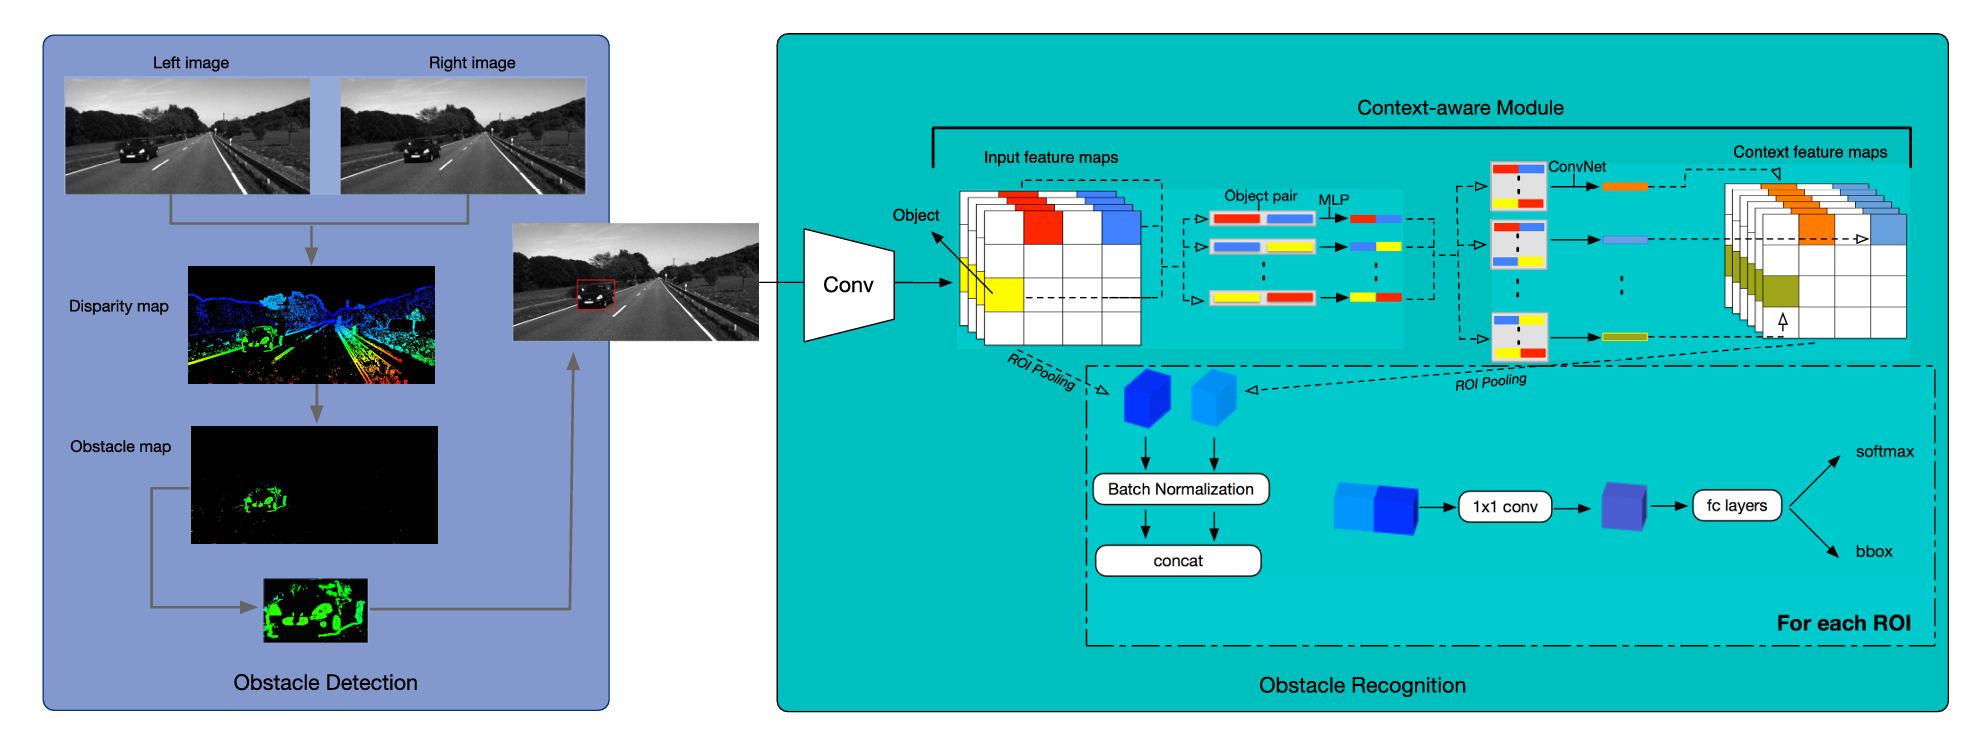 Left image
Right image
Disparity map
Obstacle map
Obstacle Detection
Context-aware Module
Input feature maps
Object
Conv
Object pair
MLP
ConvNet
Context feature maps
ROI Pooling
ROI Pooling
Batch Normalization
concat
1x1 conv
fc layers
softmax
bbox
For each ROI
Obstacle Recognition